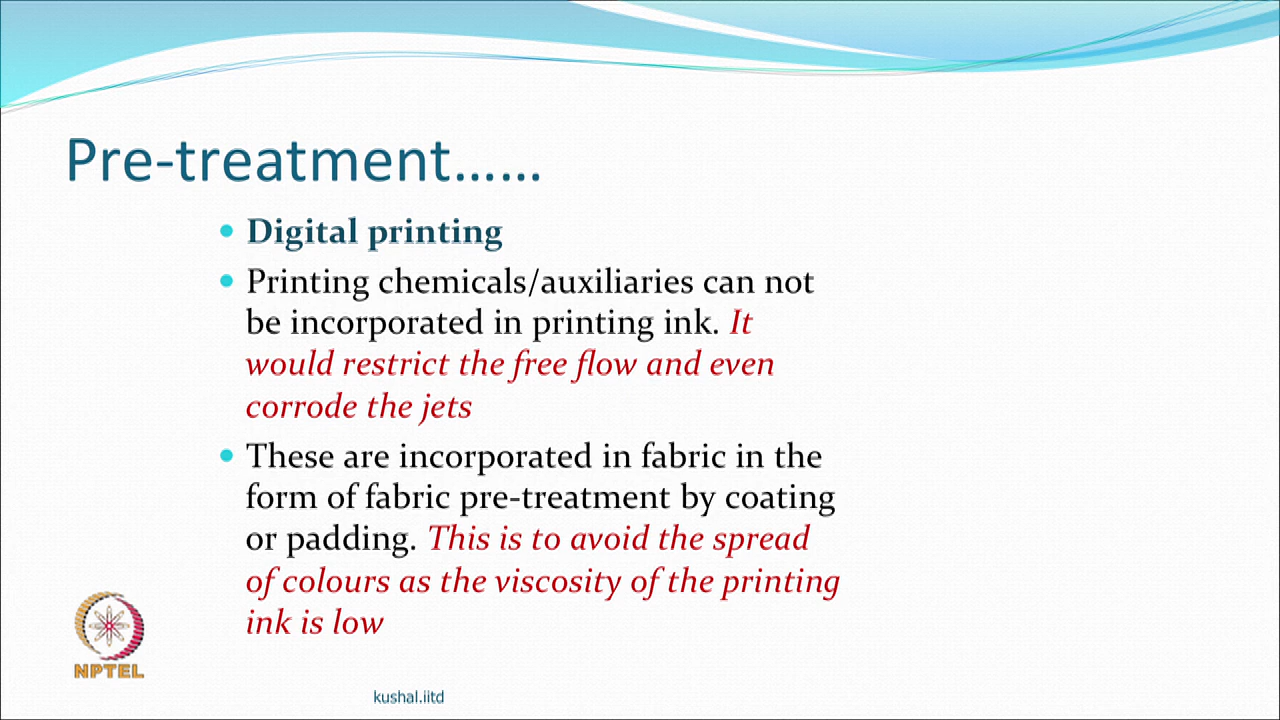 Pre-treatment......
Digital printing
Printing chemicals/auxiliaries can not
be incorporated in printing ink. It
would restrict the free flow and even
corrode the jets
These are incorporated in fabric in the
form of fabric pre-treatment by coating
or padding. This is to avoid the spread
of colours as the viscosity of the printing
ink is low
NPTEL
kushal.iitd